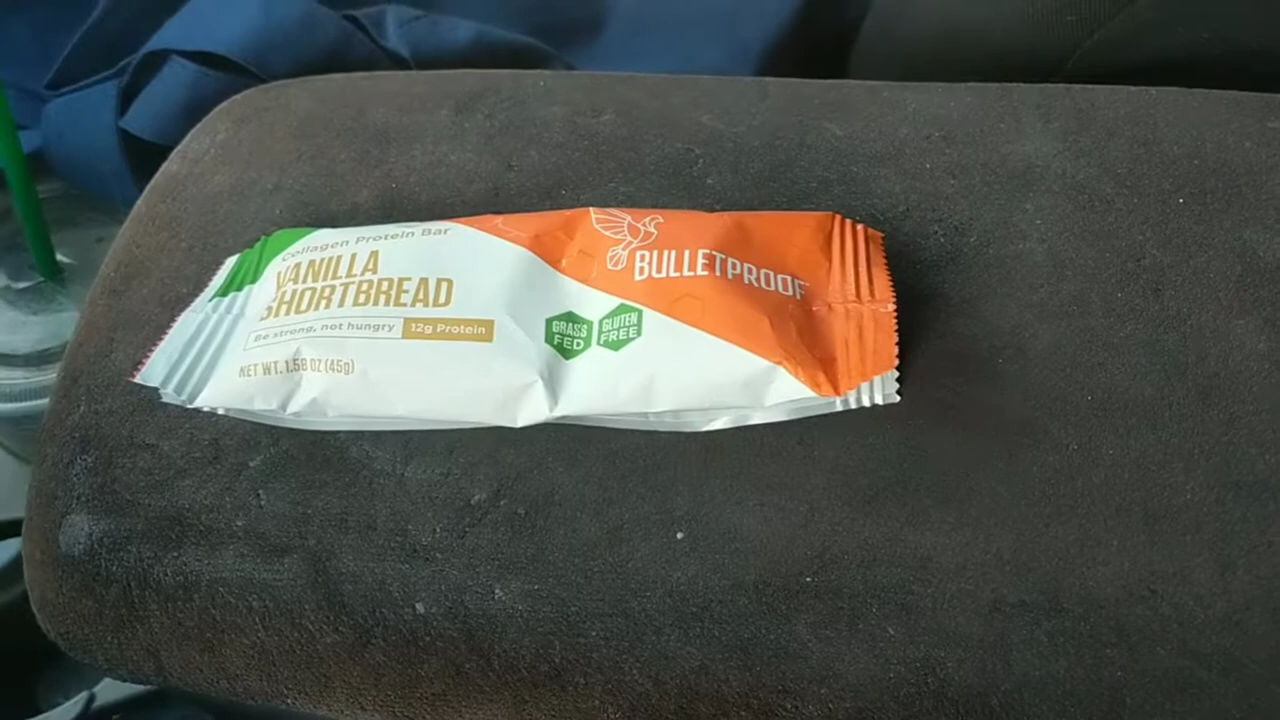 Collagen Protein Bar
VANILLA
SHORTBREAD
Be strong, not hungry 12g Protein
NET WT. 1.58 OZ (45g)
GRASS
FED
GLUTEN
FREE
BULLETPROOF